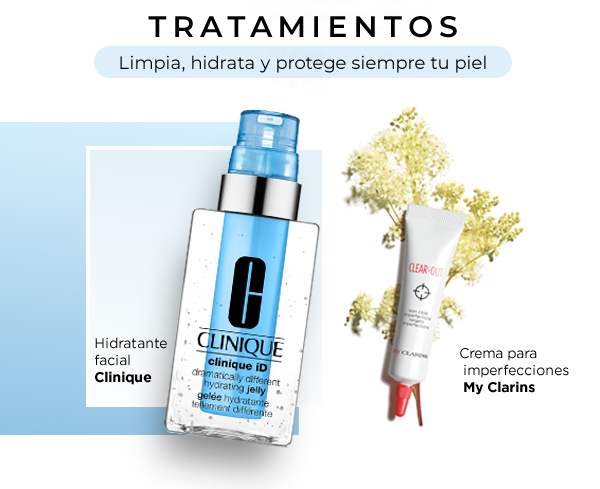 TRATAMIENTOS
Limpia, hidrata y protege siempre tu piel
Hidratante
facial
Clinique
CLINIQUE
clinique iD
dramatically different
hydrating jelly
gelée hydratante
tellement différente
CLEAR-OUT
CLARINS
Crema para
imperfecciones
My Clarins